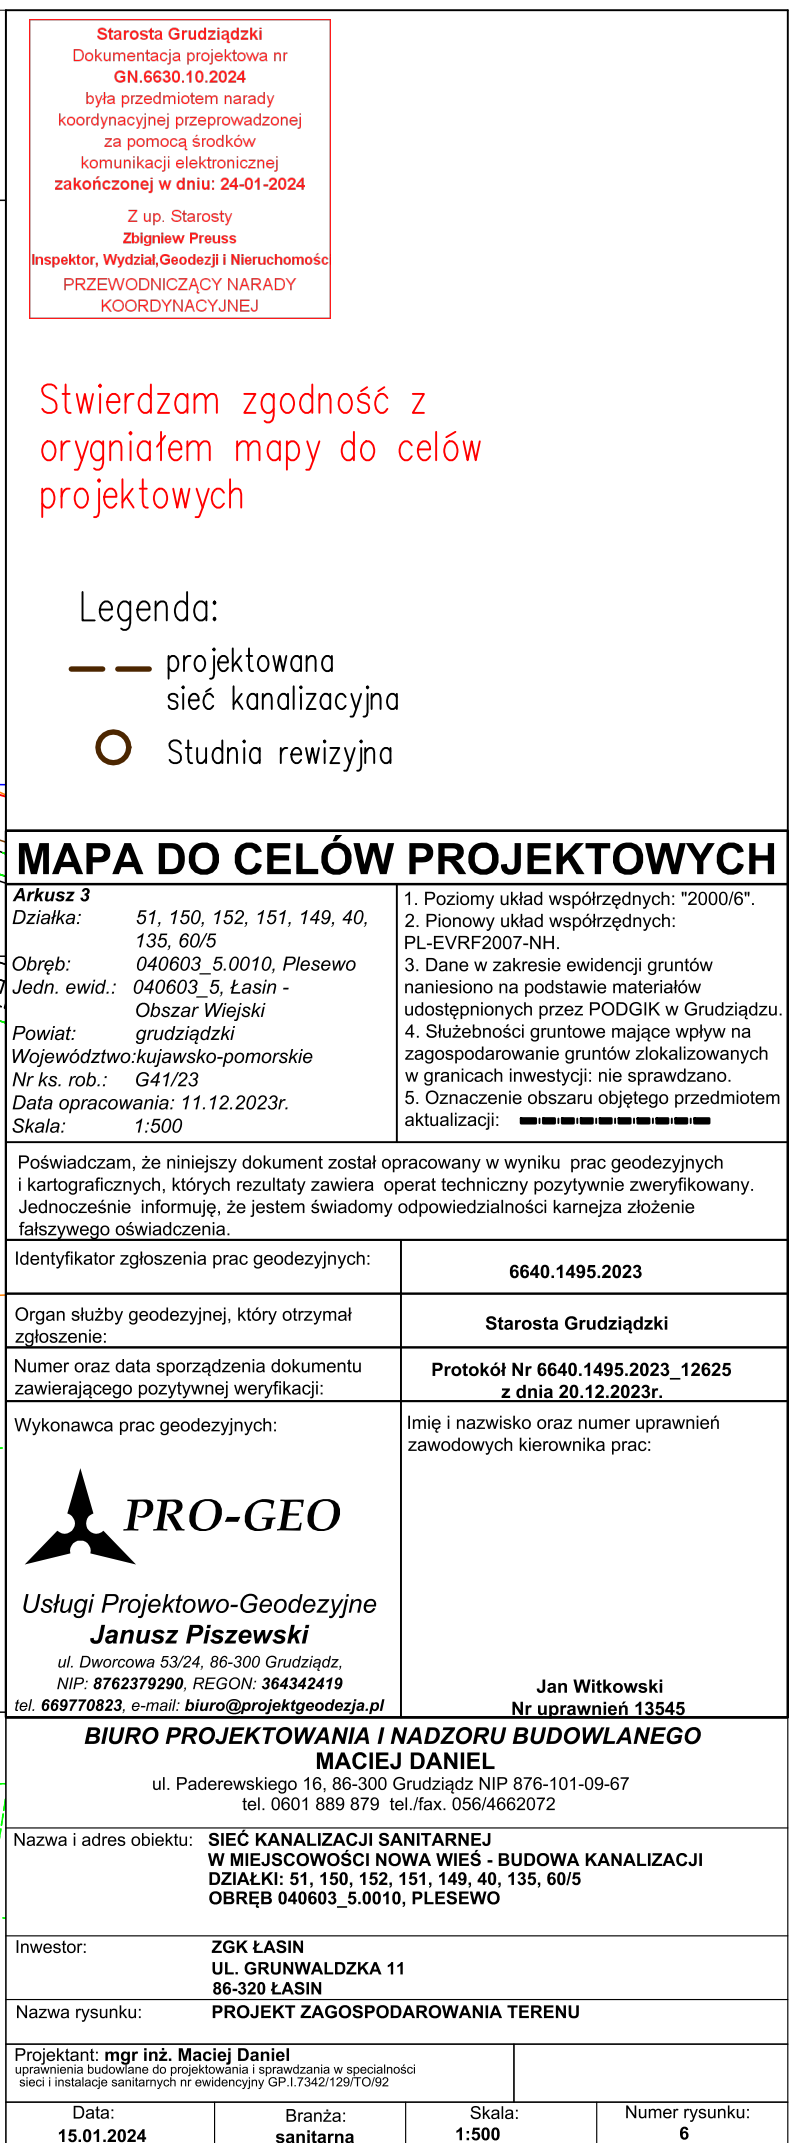 Starosta Grudziądzki
Dokumentacja projektowa nr
GN.6630.10.2024
była przedmiotem narady
koordynacyjnej przeprowadzonej
za pomocą środków
komunikacji elektronicznej
zakończonej w dniu: 24-01-2024
Z up. Starosty
Zbigniew Preuss
Inspektor, Wydział,Geodezji i Nieruchomośc
PRZEWODNICZĄCY NARADY
KOORDYNACYJNEJ
Stwierdzam zgodność z
orygniałem mapy do celów
projektowych
Legenda:
projektowana
sieć kanalizacyjna
Studnia rewizyjna
MAPA DO CELÓW PROJEKTOWYCH
Arkusz 3
Działka: 51, 150, 152, 151, 149, 40,
135, 60/5
Obręb: 040603_5.0010, Plesewo
Jedn. ewid.: 040603_5, Łasin -
Obszar Wiejski
Powiat: grudziądzki
Województwo:kujawsko-pomorskie
Nr ks. rob.: G41/23
Data opracowania: 11.12.2023r.
Skala: 1:500
1. Poziomy układ współrzędnych: "2000/6".
2. Pionowy układ współrzędnych:
PL-EVRF2007-NH.
3. Dane w zakresie ewidencji gruntów
naniesiono na podstawie materiałów
udostępnionych przez PODGIK w Grudziądzu.
4. Służebności gruntowe mające wpływ na
zagospodarowanie gruntów zlokalizowanych
w granicach inwestycji: nie sprawdzano.
5. Oznaczenie obszaru objętego przedmiotem
aktualizacji:
Poświadczam, że niniejszy dokument został opracowany w wyniku prac geodezyjnych
i kartograficznych, których rezultaty zawiera operat techniczny pozytywnie zweryfikowany.
Jednocześnie informuję, że jestem świadomy odpowiedzialności karnejza złożenie
fałszywego oświadczenia.
Identyfikator zgłoszenia prac geodezyjnych:
6640.1495.2023
Organ służby geodezyjnej, który otrzymał
zgłoszenie:
Starosta Grudziądzki
Numer oraz data sporządzenia dokumentu
zawierającego pozytywnej weryfikacji:
Protokół Nr 6640.1495.2023_12625
z dnia 20.12.2023r.
Wykonawca prac geodezyjnych:
PRO-GEO
Usługi Projektowo-Geodezyjne
Janusz Piszewski
ul. Dworcowa 53/24, 86-300 Grudziądz,
NIP: 8762379290, REGON: 364342419
tel. 669770823, e-mail: biuro@projektgeodezja.pl
Imię i nazwisko oraz numer uprawnień
zawodowych kierownika prac:
Jan Witkowski
Nr uprawnień 13545
BIURO PROJEKTOWANIA I NADZORU BUDOWLANEGO
MACIEJ DANIEL
ul. Paderewskiego 16, 86-300 Grudziądz NIP 876-101-09-67
tel. 0601 889 879 tel./fax. 056/4662072
Nazwa i adres obiektu: SIEĆ KANALIZACJI SANITARNEJ
W MIEJSCOWOŚCI NOWA WIEŚ - BUDOWA KANALIZACJI
DZIAŁKI: 51, 150, 152, 151, 149, 40, 135, 60/5
OBRĘB 040603_5.0010, PLESEWO
Inwestor: ZGK ŁASIN
UL. GRUNWALDZKA 11
86-320 ŁASIN
Nazwa rysunku: PROJEKT ZAGOSPODAROWANIA TERENU
Projektant: mgr inż. Maciej Daniel
uprawnienia budowlane do projektowania i sprawdzania w specialności
sieci i instalacje sanitarnych nr ewidencyjny GP.I.7342/129/TO/92
Data: Branża: Skala: Numer rysunku:
15.01.2024 sanitarna 1:500 6